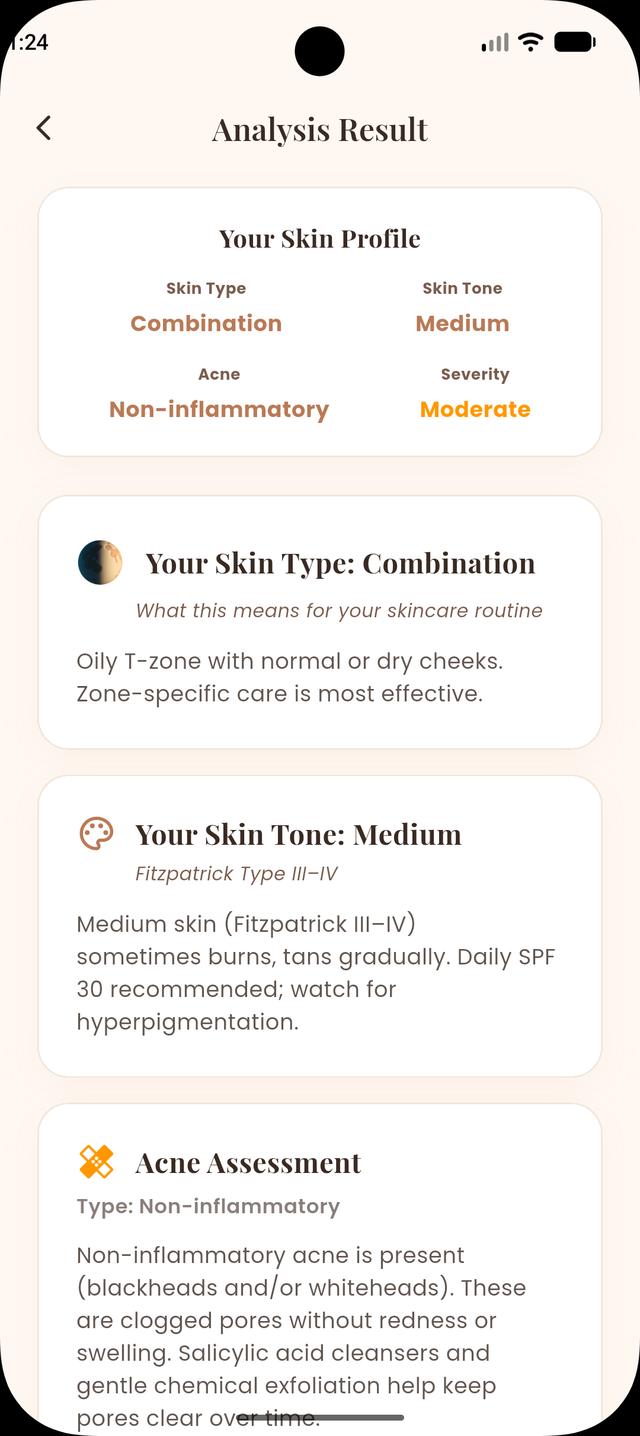 :24
Analysis Result
Your Skin Profile
Skin Type
Skin Tone
Combination
Medium
Acne
Severity
Non-inflammatory
Moderate
Your Skin Type: Combination
What this means for your skincare routine
Oily T-zone with normal or dry cheeks.
Zone-specific care is most effective.
Your Skin Tone: Medium
Fitzpatrick Type III–IV
Medium skin (Fitzpatrick III–IV)
sometimes burns, tans gradually. Daily SPF
30 recommended; watch for
hyperpigmentation.
Acne Assessment
Type: Non-inflammatory
Non-inflammatory acne is present
(blackheads and/or whiteheads). These
are clogged pores without redness or
swelling. Salicylic acid cleansers and
gentle chemical exfoliation help keep
pores clear over time.